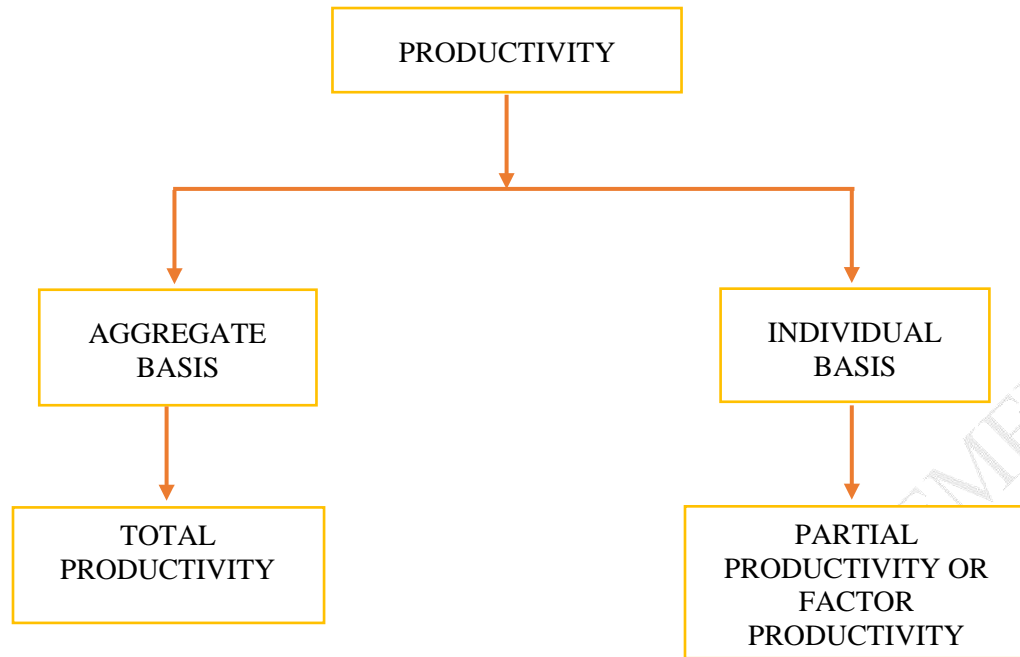 PRODUCTIVITY
AGGREGATE
BASIS
INDIVIDUAL
BASIS
TOTAL
PRODUCTIVITY
PARTIAL
PRODUCTIVITY OR
FACTOR
PRODUCTIVITY